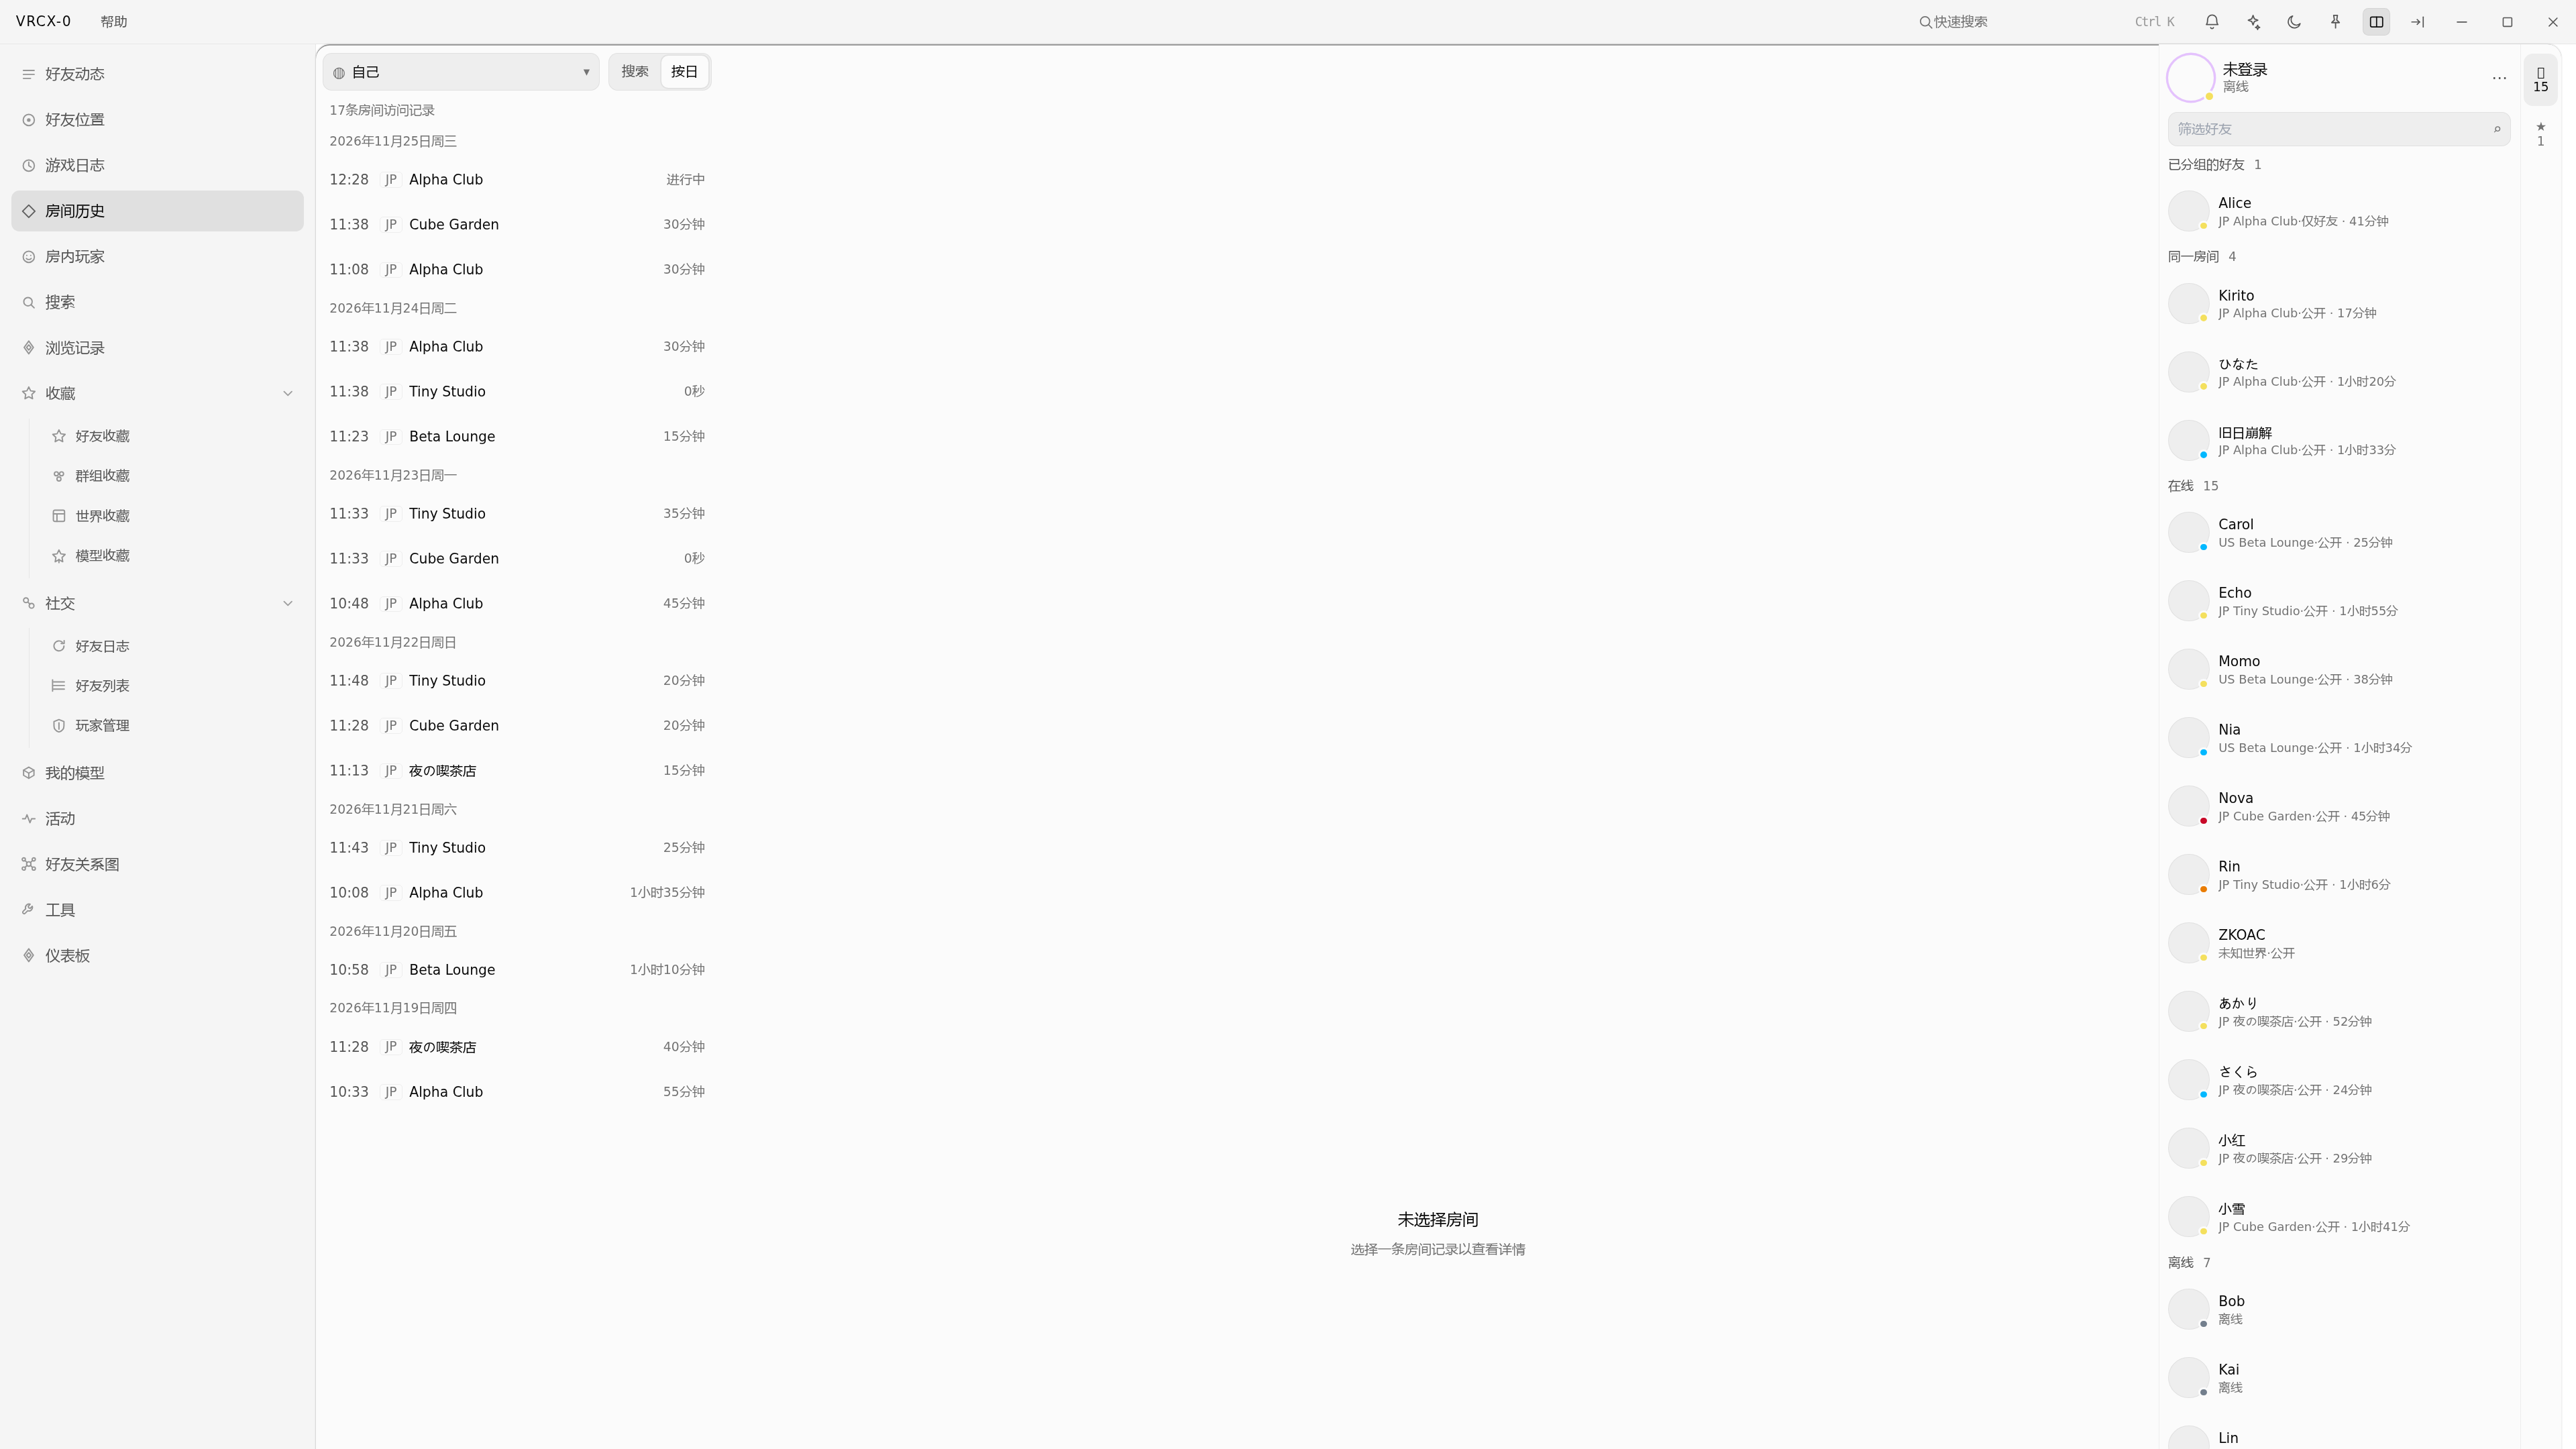 VRCX-0
帮助
快速搜索
Ctrl K
好友动态
好友位置
游戏日志
房间历史
房内玩家
搜索
浏览记录
收藏
好友收藏
群组收藏
世界收藏
模型收藏
社交
好友日志
好友列表
玩家管理
我的模型
活动
好友关系图
工具
仪表板
自己
搜索
按日
17条房间访问记录
2026年11月25日周三
12:28 JP Alpha Club 进行中
11:38 JP Cube Garden 30分钟
11:08 JP Alpha Club 30分钟
2026年11月24日周二
11:38 JP Alpha Club 30分钟
11:38 JP Tiny Studio 0秒
11:23 JP Beta Lounge 15分钟
2026年11月23日周一
11:33 JP Tiny Studio 35分钟
11:33 JP Cube Garden 0秒
10:48 JP Alpha Club 45分钟
2026年11月22日周日
11:48 JP Tiny Studio 20分钟
11:28 JP Cube Garden 20分钟
11:13 JP 夜の喫茶店 15分钟
2026年11月21日周六
11:43 JP Tiny Studio 25分钟
10:08 JP Alpha Club 1小时35分钟
2026年11月20日周五
10:58 JP Beta Lounge 1小时10分钟
2026年11月19日周四
11:28 JP 夜の喫茶店 40分钟
10:33 JP Alpha Club 55分钟
未选择房间
选择一条房间记录以查看详情
未登录
离线
筛选好友
已分组的好友 1
Alice
JP Alpha Club·仅好友 · 41分钟
同一房间 4
Kirito
JP Alpha Club·公开 · 17分钟
ひなた
JP Alpha Club·公开 · 1小时20分
旧日崩解
JP Alpha Club·公开 · 1小时33分
在线 15
Carol
US Beta Lounge·公开 · 25分钟
Echo
JP Tiny Studio·公开 · 1小时55分
Momo
US Beta Lounge·公开 · 38分钟
Nia
US Beta Lounge·公开 · 1小时34分
Nova
JP Cube Garden·公开 · 45分钟
Rin
JP Tiny Studio·公开 · 1小时6分
ZKOAC
未知世界·公开
あかり
JP 夜の喫茶店·公开 · 52分钟
さくら
JP 夜の喫茶店·公开 · 24分钟
小红
JP 夜の喫茶店·公开 · 29分钟
小雪
JP Cube Garden·公开 · 1小时41分
离线 7
Bob
离线
Kai
离线
Lin
15
1